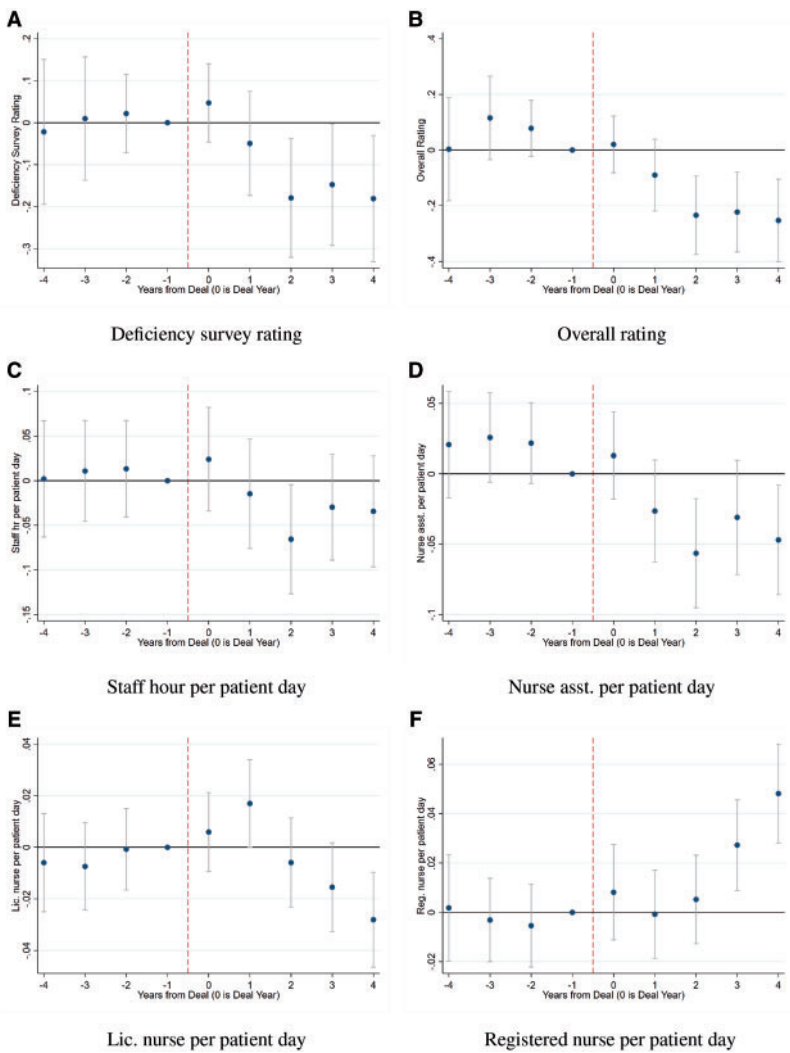 A
.2
.1
0
-.1
-.2
-.3
Deficiency Survey Rating
-4 -3 -2 -1 0 1 2 3 4
Years from Deal (0 is Deal Year)
Deficiency survey rating
B
.4
.2
0
-.2
-.4
Overall Rating
-4 -3 -2 -1 0 1 2 3 4
Years from Deal (0 is Deal Year)
Overall rating
C
.1
.05
0
-.05
-.1
-.15
Staff hr per patient day
-4 -3 -2 -1 0 1 2 3 4
Years from Deal (0 is Deal Year)
Staff hour per patient day
D
.05
0
-.05
-.1
Nurse asst. per patient day
-4 -3 -2 -1 0 1 2 3 4
Years from Deal (0 is Deal Year)
Nurse asst. per patient day
E
.04
.02
0
-.02
-.04
Lic. nurse per patient day
-4 -3 -2 -1 0 1 2 3 4
Years from Deal (0 is Deal Year)
Lic. nurse per patient day
F
.06
.04
.02
0
-.02
Reg. nurse per patient day
-4 -3 -2 -1 0 1 2 3 4
Years from Deal (0 is Deal Year)
Registered nurse per patient day